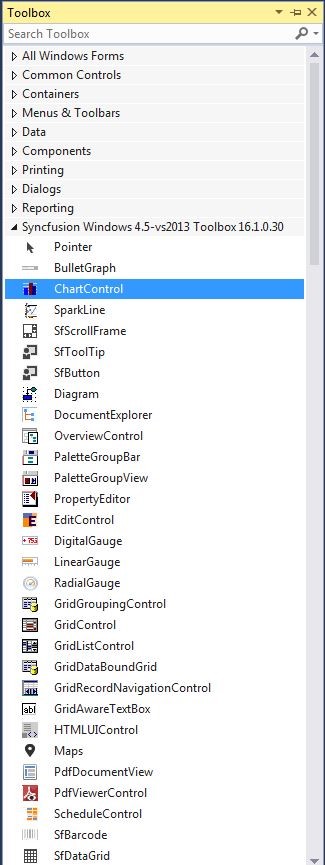 Toolbox
Search Toolbox
All Windows Forms
Common Controls
Containers
Menus & Toolbars
Data
Components
Printing
Dialogs
Reporting
Syncfusion Windows 4.5-vs2013 Toolbox 16.1.0.30
Pointer
BulletGraph
ChartControl
SparkLine
SfScrollFrame
SfToolTip
SfButton
Diagram
DocumentExplorer
OverviewControl
PaletteGroupBar
PaletteGroupView
PropertyEditor
EditControl
DigitalGauge
LinearGauge
RadialGauge
GridGroupingControl
GridControl
GridListControl
GridDataBoundGrid
GridRecordNavigationControl
GridAwareTextBox
HTMLUIControl
Maps
PdfDocumentView
PdfViewerControl
ScheduleControl
SfBarcode
SfDataGrid